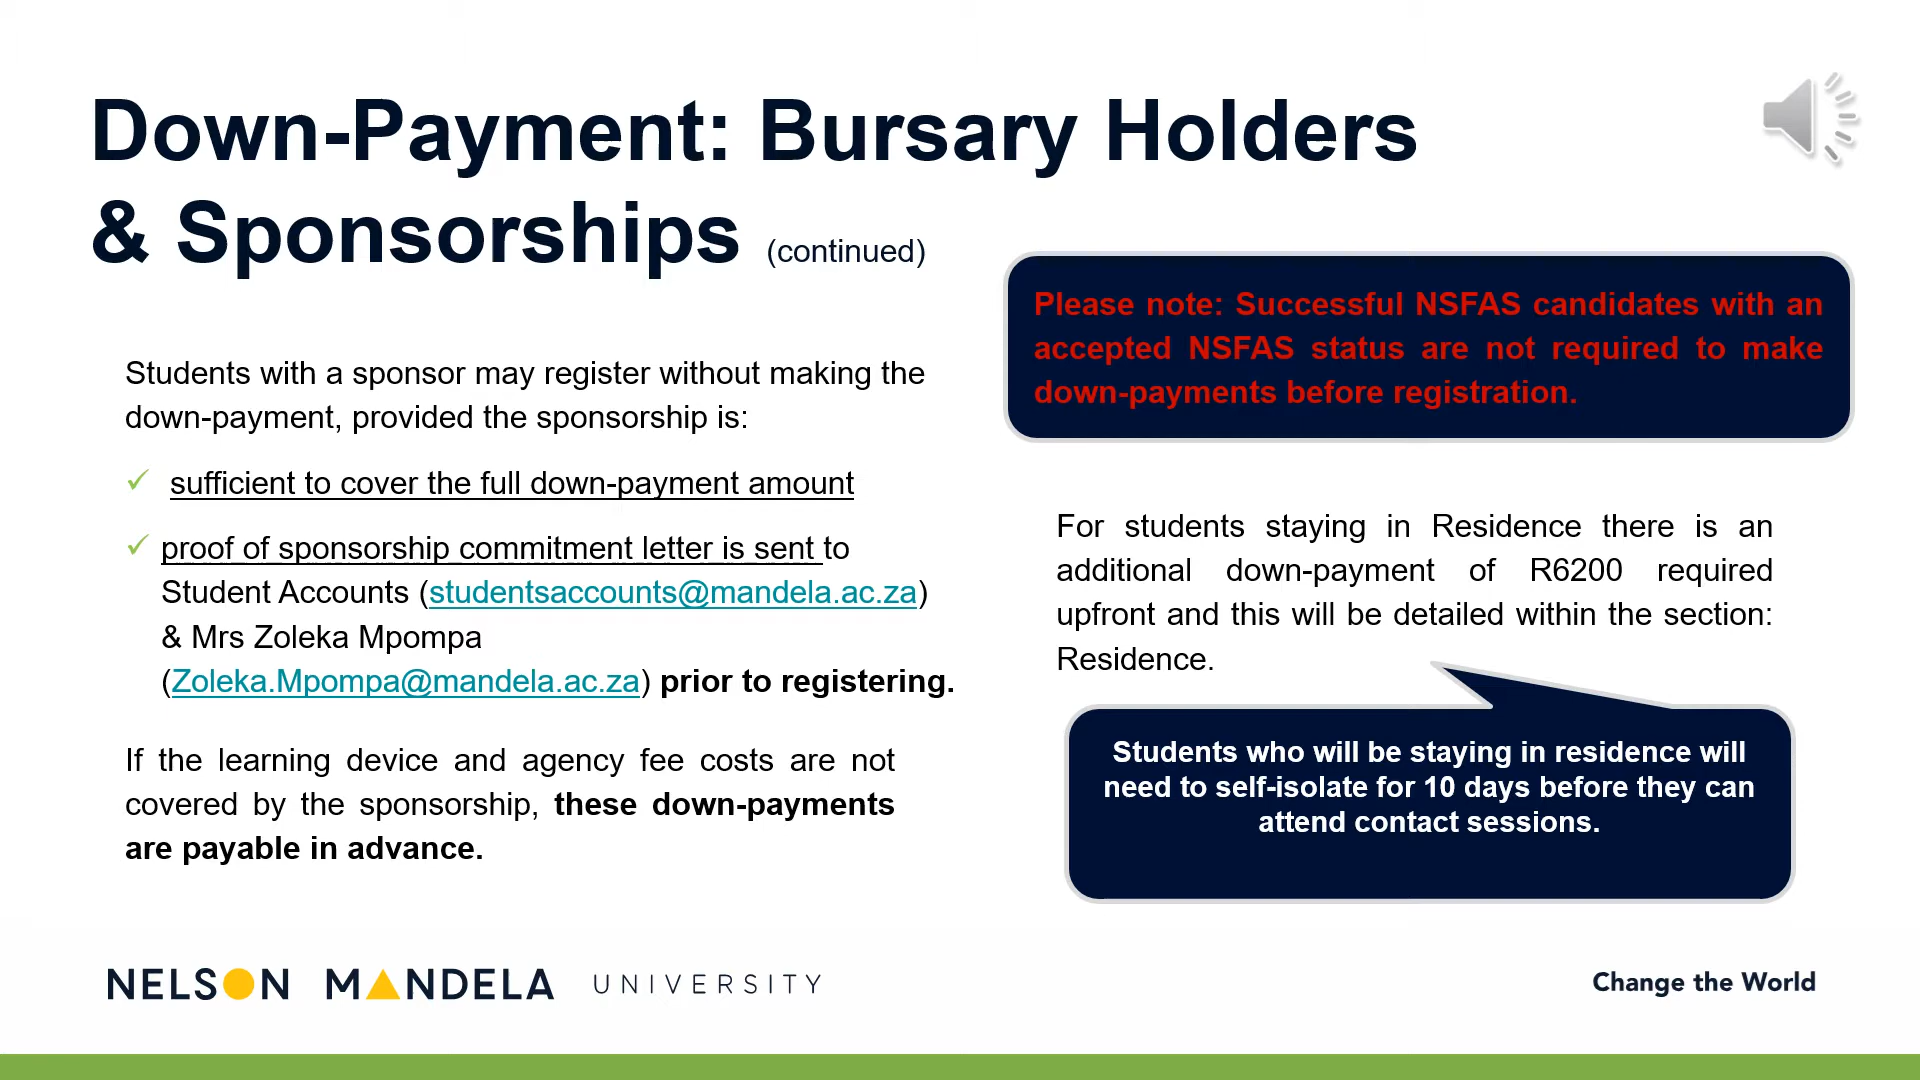 Down-Payment: Bursary Holders
& Sponsorships (continued)
Students with a sponsor may register without making the
down-payment, provided the sponsorship is:
✓ sufficient to cover the full down-payment amount
✓ proof of sponsorship commitment letter is sent to
Student Accounts (studentsaccounts@mandela.ac.za)
& Mrs Zoleka Mpompa
(Zoleka.Mpompa@mandela.ac.za) prior to registering.
If the learning device and agency fee costs are not
covered by the sponsorship, these down-payments
are payable in advance.
Please note: Successful NSFAS candidates with an
accepted NSFAS status are not required to make
down-payments before registration.
For students staying in Residence there is an
additional down-payment of R6200 required
upfront and this will be detailed within the section:
Residence.
Students who will be staying in residence will
need to self-isolate for 10 days before they can
attend contact sessions.
NELSON MANDELA UNIVERSITY
Change the World